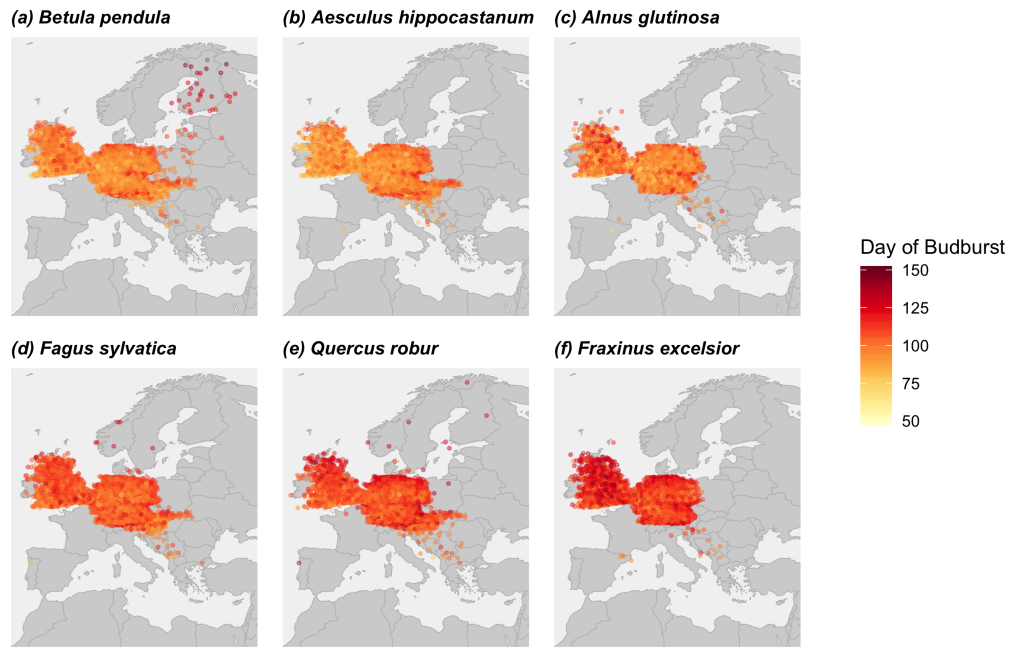 (a) Betula pendula
(b) Aesculus hippocastanum
(c) Alnus glutinosa
Day of Budburst
150
125
100
75
50
(d) Fagus sylvatica
(e) Quercus robur
(f) Fraxinus excelsior